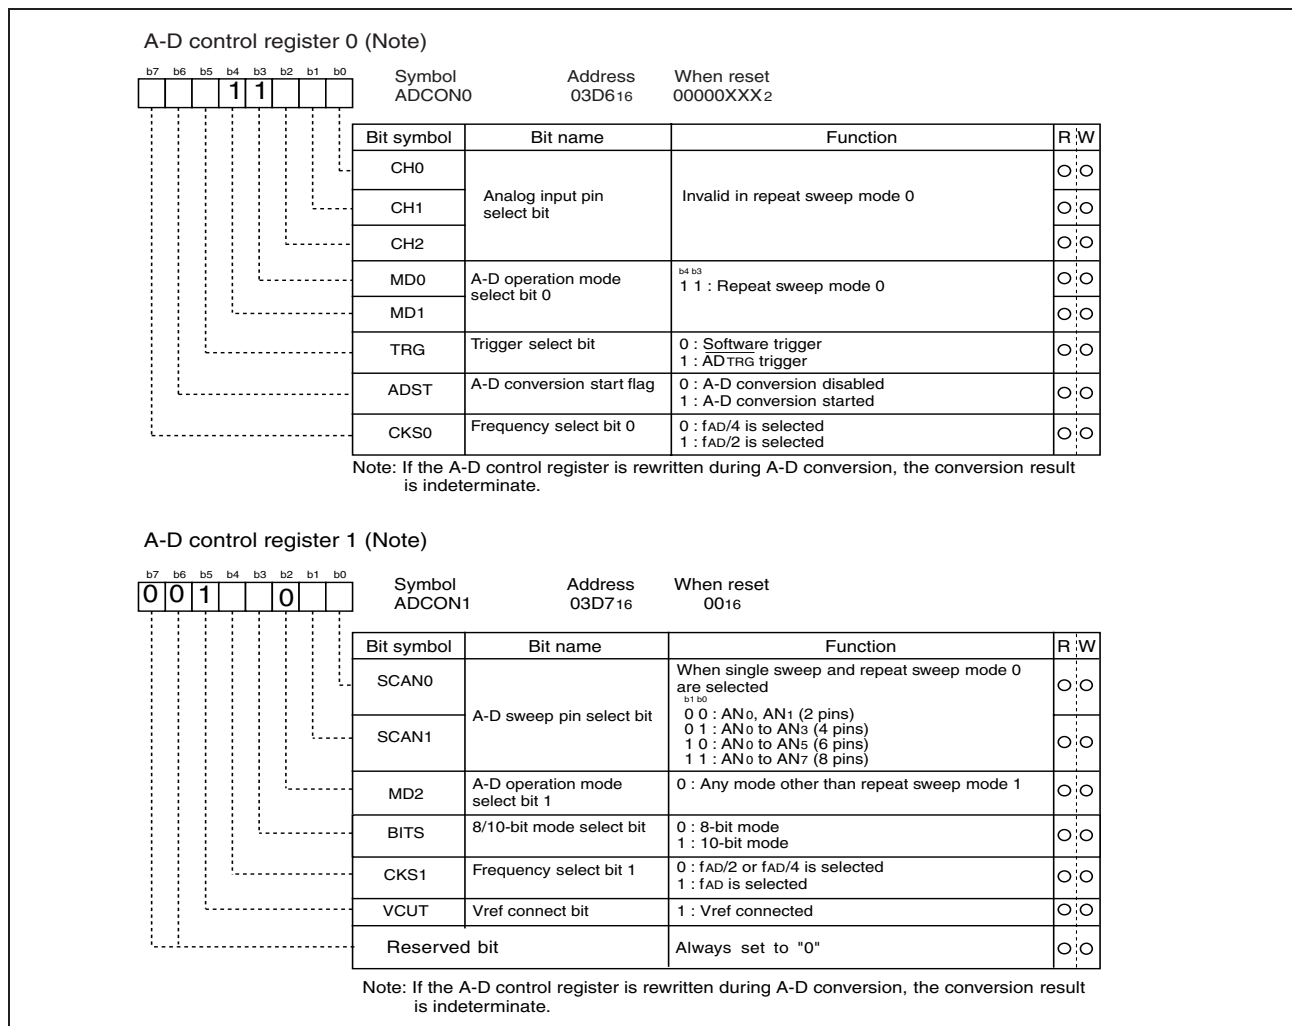 A-D control register 0 (Note)
b7 b6 b5 b4 b3 b2 b1 b0
1 1
Symbol Address When reset
ADCON0 03D616 00000XXX2
Bit symbol Bit name Function R W
CH0
CH1
CH2
Analog input pin
select bit
Invalid in repeat sweep mode 0
MD0
MD1
A-D operation mode
select bit 0
b4 b3
1 1 : Repeat sweep mode 0
TRG
Trigger select bit
0 : Software trigger
1 : ADTRG trigger
ADST
A-D conversion start flag
0 : A-D conversion disabled
1 : A-D conversion started
CKS0
Frequency select bit 0
0 : fAD/4 is selected
1 : fAD/2 is selected
Note: If the A-D control register is rewritten during A-D conversion, the conversion result
is indeterminate.
A-D control register 1 (Note)
b7 b6 b5 b4 b3 b2 b1 b0
0 0 1 0
Symbol Address When reset
ADCON1 03D716 0016
Bit symbol Bit name Function R W
SCAN0
SCAN1
A-D sweep pin select bit
When single sweep and repeat sweep mode 0
are selected
b1 b0
0 0 : AN0, AN1 (2 pins)
0 1 : AN0 to AN3 (4 pins)
1 0 : AN0 to AN5 (6 pins)
1 1 : AN0 to AN7 (8 pins)
MD2
A-D operation mode
select bit 1
0 : Any mode other than repeat sweep mode 1
BITS
8/10-bit mode select bit
0 : 8-bit mode
1 : 10-bit mode
CKS1
Frequency select bit 1
0 : fAD/2 or fAD/4 is selected
1 : fAD is selected
VCUT
Vref connect bit
1 : Vref connected
Reserved bit
Always set to "0"
Note: If the A-D control register is rewritten during A-D conversion, the conversion result
is indeterminate.